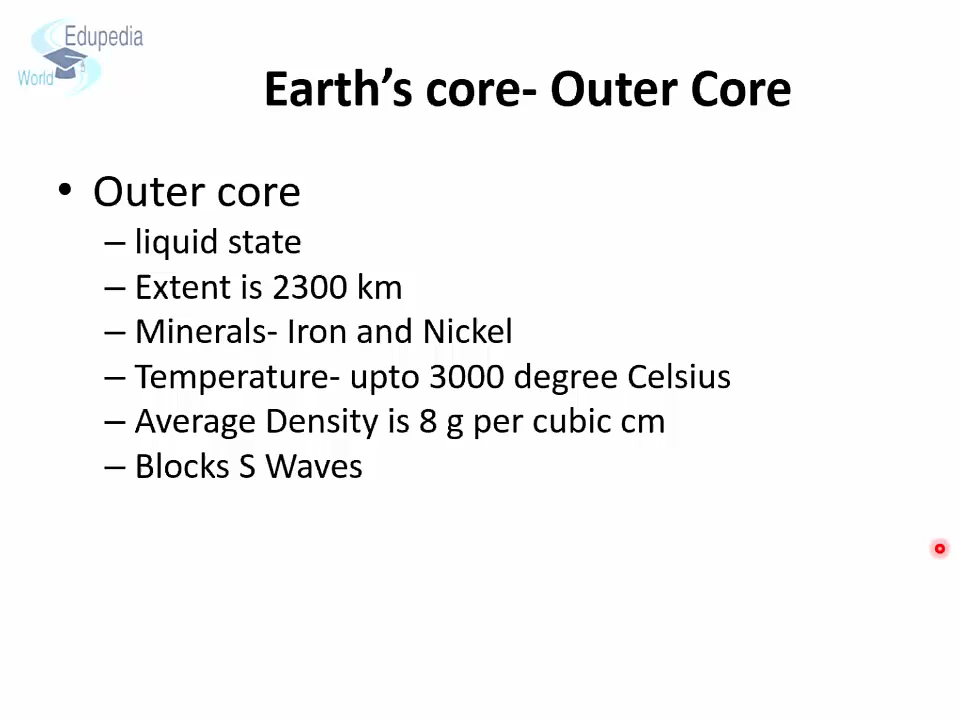 Edupedia
World
Earth’s core- Outer Core
• Outer core
– liquid state
– Extent is 2300 km
– Minerals- Iron and Nickel
– Temperature- upto 3000 degree Celsius
– Average Density is 8 g per cubic cm
– Blocks S Waves